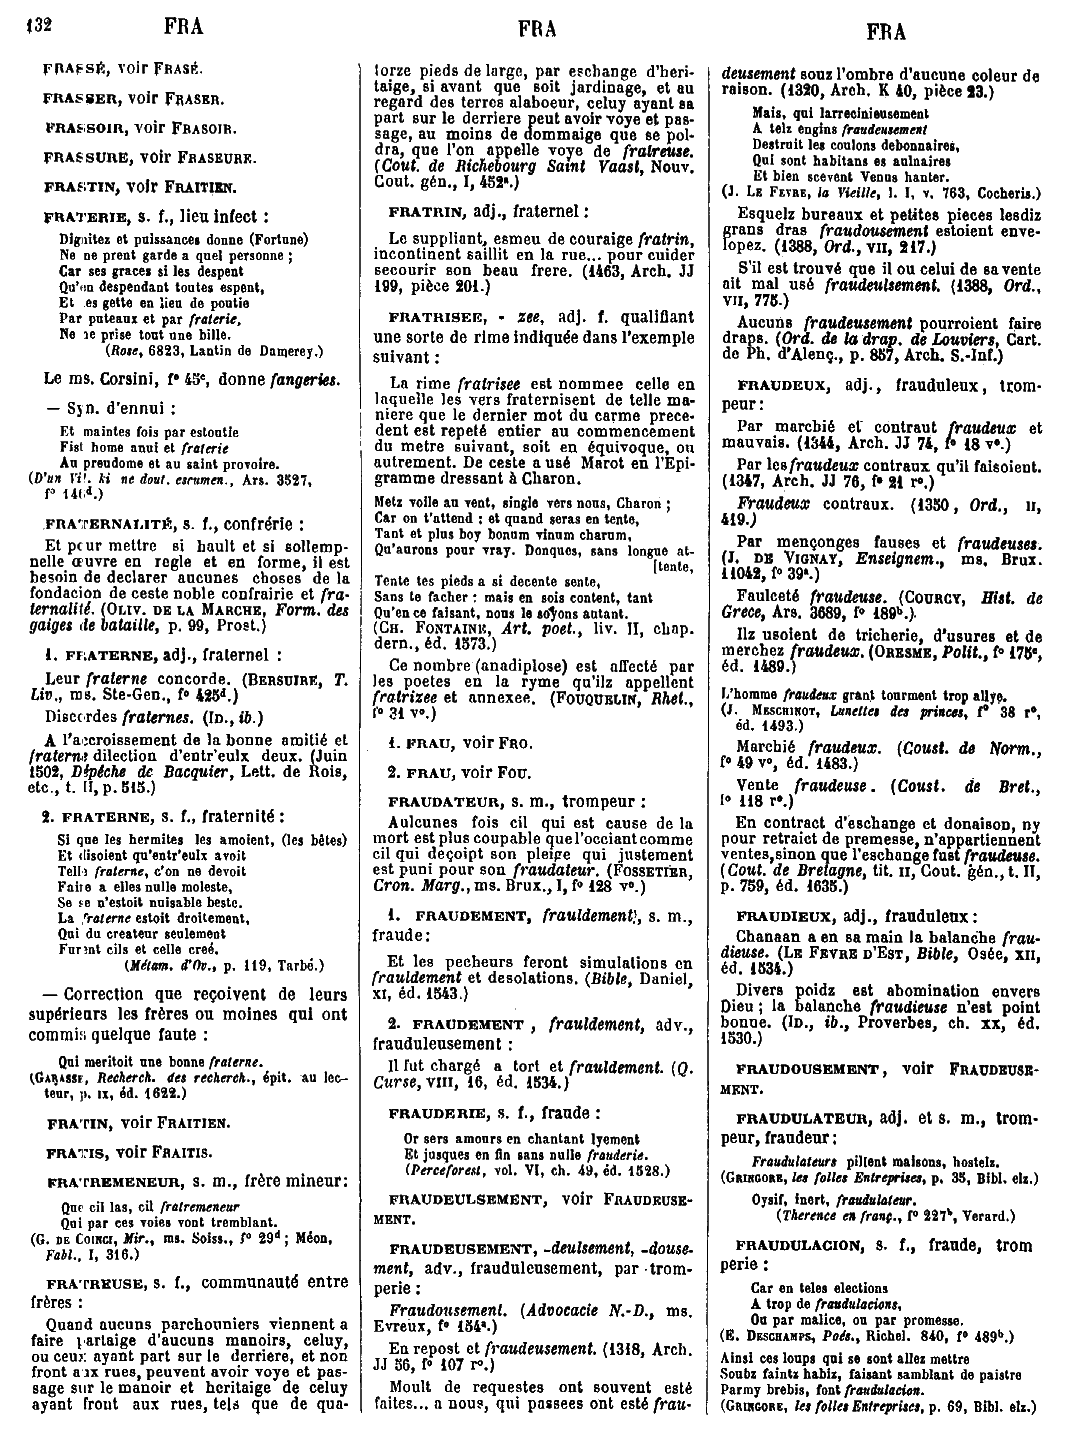 132 FRA FRA FRA
FRASSÉ, voir FRASÉ.
FRASSER, voir FRASER.
FRASSOIR, voir FRASOIR.
FRASSURE, voir FRASEURE.
FRASTIN, voir FRAITIEN.
FRATERIE, s. f., lieu infect :
Dignitez et puissances donne (Fortune)
Ne ne prent garde a quel personne ;
Car ses graces si les despent
Qu'en despendant toutes espent,
Et les gette en lieu de poutie
Par puteaux et par fraterie,
Ne ne prise tout une bille.
(Rose, 6823, Lantin de Damerey.)
Le ms. Corsini, f° 45c, donne fangeries.
— Syn. d'ennui :
Et maintes fois par estoutie
Fist home anui et fraterie
Au preudome et au saint provoire.
(D'un Vil. ki ne dout. escumen., Ars. 3527,
f° 140d.)
FRATERNALITÉ, s. f., confrérie :
Et pour mettre si hault et si sollemp-
nelle œuvre en regle et en forme, il est
besoin de declarer aucunes choses de la
fondacion de ceste noble confrairie et fra-
ternalité. (OLIV. DE LA MARCHE, Form. des
gaiges de bataille, p. 99, Prost.)
1. FRATERNE, adj., fraternel :
Leur fraterne concorde. (BERSUIRE, T.
Liv., ms. Ste-Gen., f° 425d.)
Discordes fraternes. (ID., ib.)
A l'accroissement de la bonne amitié et
fraterne dilection d'entr'eulx deux. (Juin
1502, Dépêche de Bacquier, Lett. de Rois,
etc., t. II, p. 515.)
2. FRATERNE, s. f., fraternité :
Si que les hermites les amoient, (les bêtes)
Et disoient qu'entr'eulx avoit
Telle fraterne, c'on ne devoit
Faire a elles nulle moleste,
Se se n'estoit nuisable beste.
La fraterne estoit droitement,
Qui du createur seulement
Furent cils et celle creé.
(Métam. d'Ov., p. 119, Tarbé.)
— Correction que reçoivent de leurs
supérieurs les frères ou moines qui ont
commis quelque faute :
Qui meritoit une bonne fraterne.
(GARASSE, Recherch. des recherch., épit. au lec-
teur, p. IX, éd. 1622.)
FRATIN, voir FRAITIEN.
FRATIS, voir FRAITIS.
FRATREMENEUR, s. m., frère mineur :
Que cil las, cil fratremeneur
Qui par ces voies vont tremblant.
(G. DE COINCI, Mir., ms. Soiss., f° 29d ; Méon,
Fabl., I, 316.)
FRATREUSE, s. f., communauté entre
frères :
Quand aucuns parchonniers viennent a
faire partaige d'aucuns manoirs, celuy,
ou ceux ayant part sur le derriere, et non
front aux rues, peuvent avoir voye et pas-
sage sur le manoir et heritaige de celuy
ayant front aux rues, tels que de qua-
torze pieds de large, par eschange d'heri-
taige, si avant que soit jardinage, et au
regard des terres alaboeur, celuy ayant sa
part sur le derriere peut avoir voye et pas-
sage, au moins de dommaige que se pol-
dra, que l'on appelle voye de fratreuse.
(Cout. de Richebourg Saint Vaast, Nouv.
Cout. gén., I, 452a.)
FRATRIN, adj., fraternel :
Le suppliant, esmeu de couraige fratrin,
incontinent saillit en la rue... pour cuider
secourir son beau frere. (1463, Arch. JJ
199, pièce 201.)
FRATRISEE, - zee, adj. f. qualifiant
une sorte de rime indiquée dans l'exemple
suivant :
La rime fratrisee est nommee celle en
laquelle les vers fraternisent de telle ma-
niere que le dernier mot du carme prece-
dent est repeté entier au commencement
du metre suivant, soit en équivoque, ou
autrement. De ceste a usé Marot en l'Epi-
gramme dressant à Charon.
Metz voile au vent, single vers nous, Charon ;
Car on t'attend : et quand seras en tente,
Tant et plus boy bonum vinum charum,
Qu'aurons pour vray. Donques, sans longue at-
[tente,
Tente tes pieds a si decente sente,
Sans te facher : mais en sois content, tant
Qu'en ce faisant, nous le soyons autant.
(CH. FONTAINE, Art. poet., liv. II, chap.
dern., éd. 1573.)
Ce nombre (anadiplose) est affecté par
les poetes en la ryme qu'ilz appellent
fratrizee et annexee. (FOUQUELIN, Rhet.,
f° 31 v°.)
1. FRAU, voir FRO.
2. FRAU, voir FOU.
FRAUDATEUR, s. m., trompeur :
Aulcunes fois cil qui est cause de la
mort est plus coupable que l'occiant comme
cil qui deçoipt son pleige qui justement
est puni pour son fraudateur. (FOSSETIER,
Cron. Marg., ms. Brux., I, f° 128 v°.)
1. FRAUDEMENT, frauldement, s. m.,
fraude :
Et les pecheurs feront simulations en
frauldement et desolations. (Bible, Daniel,
XI, éd. 1543.)
2. FRAUDEMENT , frauldement, adv.,
frauduleusement :
Il fut chargé a tort et frauldement. (Q.
Curse, VIII, 16, éd. 1534.)
FRAUDERIE, s. f., fraude :
Or sers amours en chantant lyement
Et jusques en fin sans nulle frauderie.
(Perceforest, vol. VI, ch. 49, éd. 1528.)
FRAUDEULSEMENT, voir FRAUDEUSE-
MENT.
FRAUDEUSEMENT, -deulsement, -douse-
ment, adv., frauduleusement, par trom-
perie :
Fraudousement. (Advocacie N.-D., ms.
Evreux, f° 154a.)
En repost et fraudeusement. (1318, Arch.
JJ 56, f° 107 r°.)
Moult de requestes ont souvent esté
faites... a nous, qui passees ont esté frau-
deusement souz l'ombre d'aucune coleur de
raison. (1320, Arch. K 40, pièce 23.)
Mais, qui larrecinieusement
A telz engins fraudeusement
Destruit les coulons debonnaires,
Qui sont habitans es aulnaires
Et bien scevent Venus hanter.
(J. LE FEVRE, la Vieille, l. I, v. 763, Cocheris.)
Esquelz bureaux et petites pieces lesdiz
grans dras fraudousement estoient enve-
lopez. (1388, Ord., VII, 217.)
S'il est trouvé que il ou celui de sa vente
ait mal usé fraudeulsement. (1388, Ord.,
VII, 775.)
Aucuns fraudeusement pourroient faire
draps. (Ord. de la drap. de Louviers, Cart.
de Ph. d'Alenç., p. 857, Arch. S.-Inf.)
FRAUDEUX, adj., frauduleux, trom-
peur :
Par marchié et contraut fraudeux et
mauvais. (1344, Arch. JJ 74, f° 18 v°.)
Par les fraudeux contraux qu'il faisoient.
(1347, Arch. JJ 76, f° 21 r°.)
Fraudeux contraux. (1350, Ord., II,
419.)
Par mençonges fauses et fraudeuses.
(J. DE VIGNAY, Enseignem., ms. Brux.
11042, f° 39a.)
Faulceté fraudeuse. (COURCY, Hist. de
Grece, Ars. 3689, f° 189b.)
Ilz usoient de tricherie, d'usures et de
merchez fraudeux. (ORESME, Polit., f° 175c,
éd. 1489.)
L'homme fraudeux grant tourment trop allye.
(J. MESCHINOT, Lunettes des princes, f° 38 r°,
éd. 1493.)
Marchié fraudeux. (Coust. de Norm.,
f° 49 v°, éd. 1483.)
Vente fraudeuse. (Coust. de Bret.,
f° 118 r°.)
En contract d'eschange et donaison, ny
pour retraict de premesse, n'appartiennent
ventes, sinon que l'eschange fust fraudeuse.
(Cout. de Bretagne, tit. II, Cout. gén., t. II,
p. 759, éd. 1635.)
FRAUDIEUX, adj., frauduleux :
Chanaan a en sa main la balanche frau-
dieuse. (LE FEVRE D'EST, Bible, Osée, XII,
éd. 1534.)
Divers poidz est abomination envers
Dieu ; la balanche fraudieuse n'est point
bonne. (ID., ib., Proverbes, ch. XX, éd.
1530.)
FRAUDOUSEMENT, voir FRAUDEUSE-
MENT.
FRAUDULATEUR, adj. et s. m., trom-
peur, fraudeur :
Fraudulateurs pillent maisons, hostelz.
(GRINGORE, les folles Entreprises, p. 35, Bibl. elz.)
Oysif, inert, fraudulateur.
(Therence en franç., f° 227b, Verard.)
FRAUDULACION, s. f., fraude, trom
perie :
Car en teles elections
A trop de fraudulacions,
Ou par malice, ou par promesse.
(E. DESCHAMPS, Poés., Richel. 840, f° 489b.)
Ainsi ces loups qui se sont allez mettre
Soubz faintz habiz, faisant samblant de paistre
Parmy brebis, font fraudulacion.
(GRINGORE, les folles Entreprises, p. 69, Bibl. elz.)